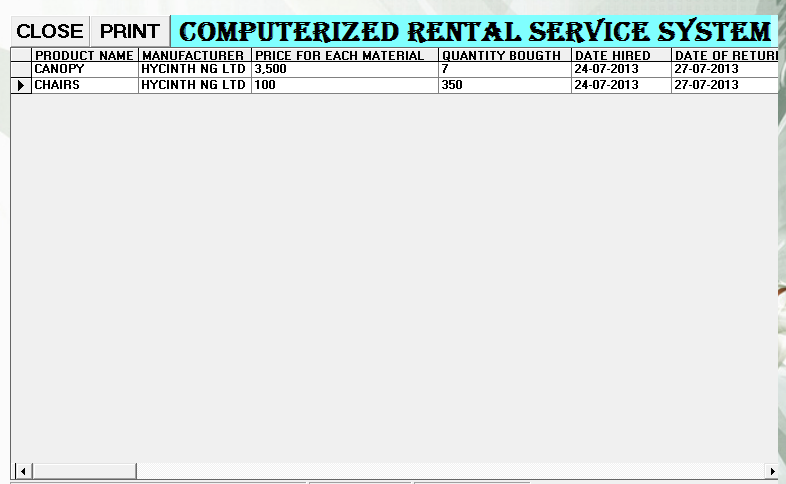 CLOSE PRINT COMPUTERIZED RENTAL SERVICE SYSTEM
PRODUCT NAME MANUFACTURER PRICE FOR EACH MATERIAL QUANTITY BOUGTH DATE HIRED DATE OF RETURI
CANOPY HYCINTH NG LTD 3,500 7 24-07-2013 27-07-2013
CHAIRS HYCINTH NG LTD 100 350 24-07-2013 27-07-2013